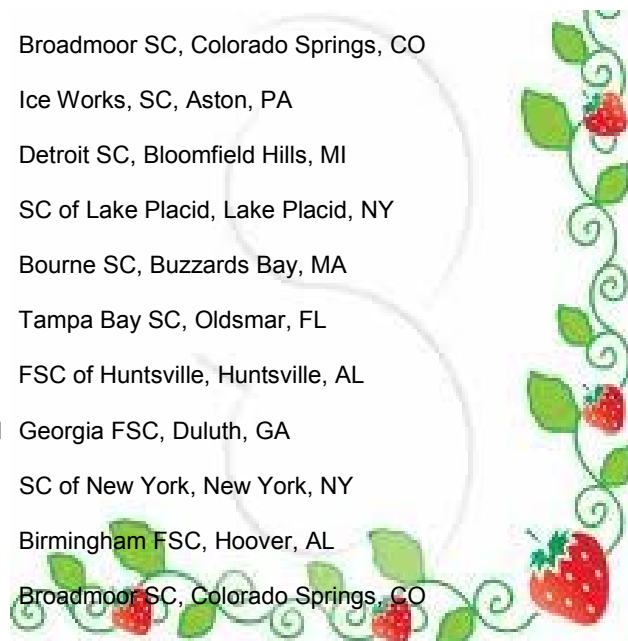 Broadmoor SC, Colorado Springs, CO
Ice Works, SC, Aston, PA
Detroit SC, Bloomfield Hills, MI
SC of Lake Placid, Lake Placid, NY
Bourne SC, Buzzards Bay, MA
Tampa Bay SC, Oldsmar, FL
FSC of Huntsville, Huntsville, AL
Georgia FSC, Duluth, GA
SC of New York, New York, NY
Birmingham FSC, Hoover, AL
Broadmoor SC, Colorado Springs, CO